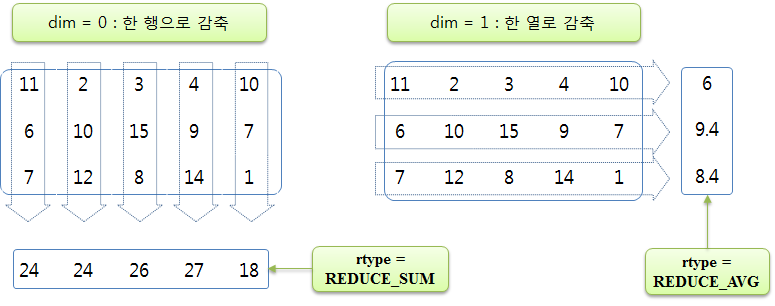 dim = 0 : 한 행으로 감축
11 2 3 4 10
6 10 15 9 7
7 12 8 14 1
24 24 26 27 18
rtype =
REDUCE_SUM
dim = 1 : 한 열로 감축
11 2 3 4 10 6
6 10 15 9 7 9.4
7 12 8 14 1 8.4
rtype =
REDUCE_AVG